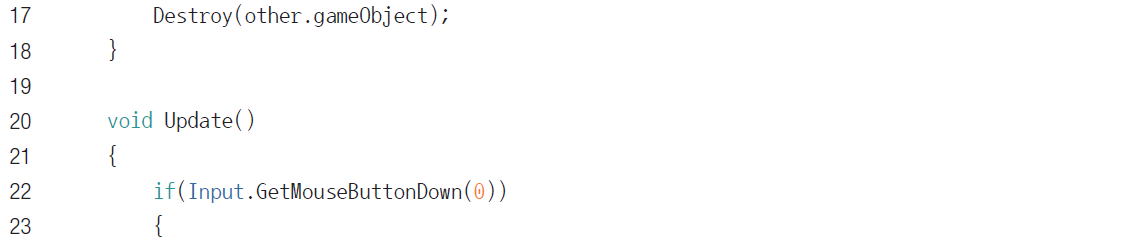 17 Destroy(other.gameObject);
18 }
19
20 void Update()
21 {
22 if(Input.GetMouseButtonDown(0))
23 {